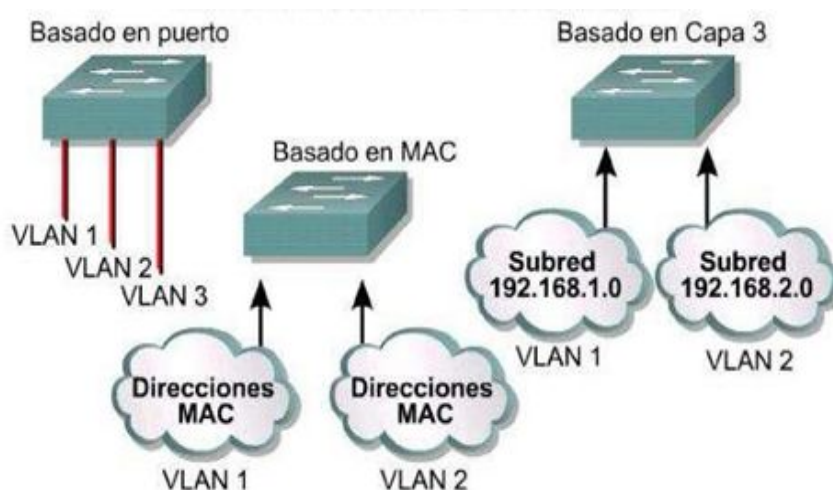 Basado en puerto
VLAN 1
VLAN 2
VLAN 3
Basado en MAC
Direcciones
MAC
VLAN 1
Direcciones
MAC
VLAN 2
Basado en Capa 3
Subred
192.168.1.0
VLAN 1
Subred
192.168.2.0
VLAN 2